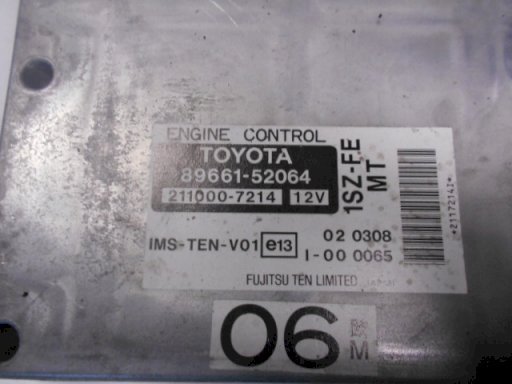 ENGINE CONTROL
TOYOTA
89661-52064
211000-7214 12V
1SZ-FE
MT
*21172141*
IMS-TEN-V01 e13 02 0308
I-00 0065
FUJITSU TEN LIMITED
06
M